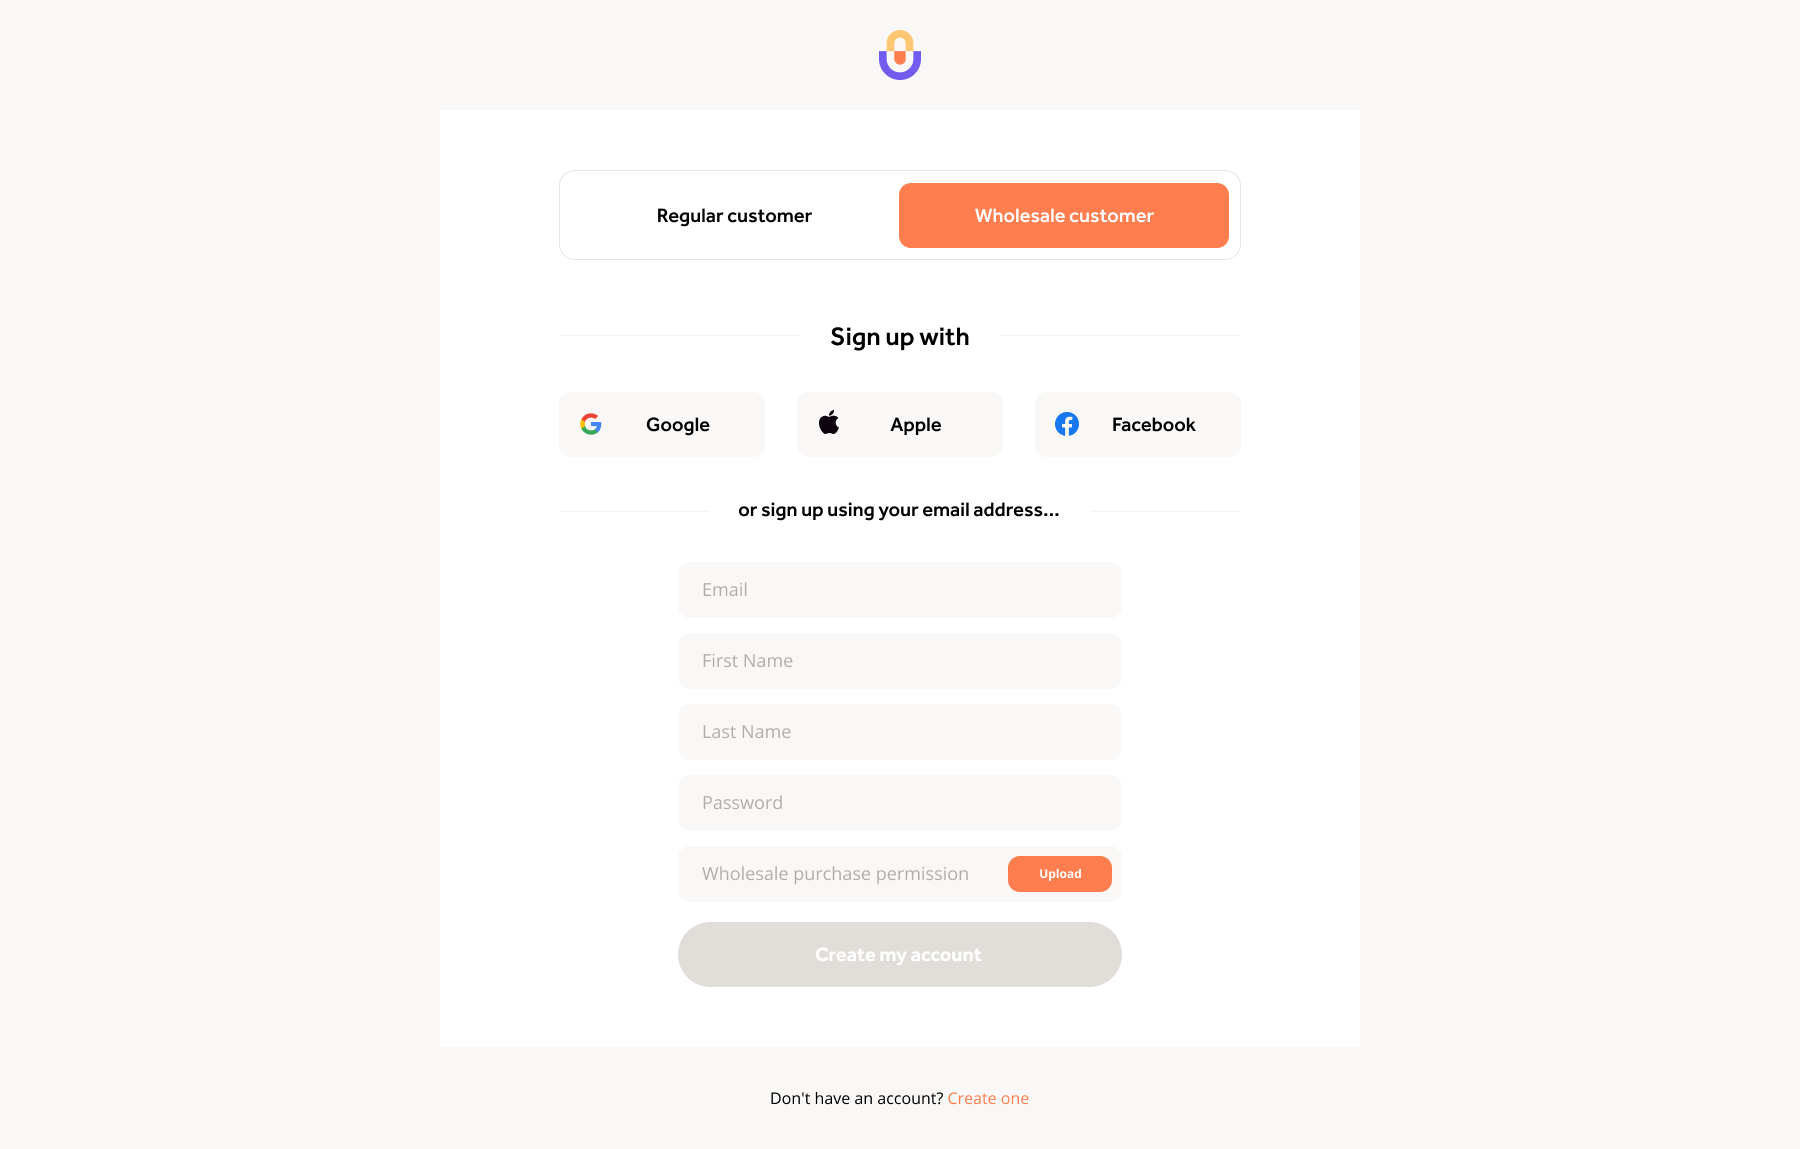 Regular customer
Wholesale customer
Sign up with
Google
Apple
Facebook
or sign up using your email address...
Email
First Name
Last Name
Password
Wholesale purchase permission
Upload
Create my account
Don't have an account? Create one